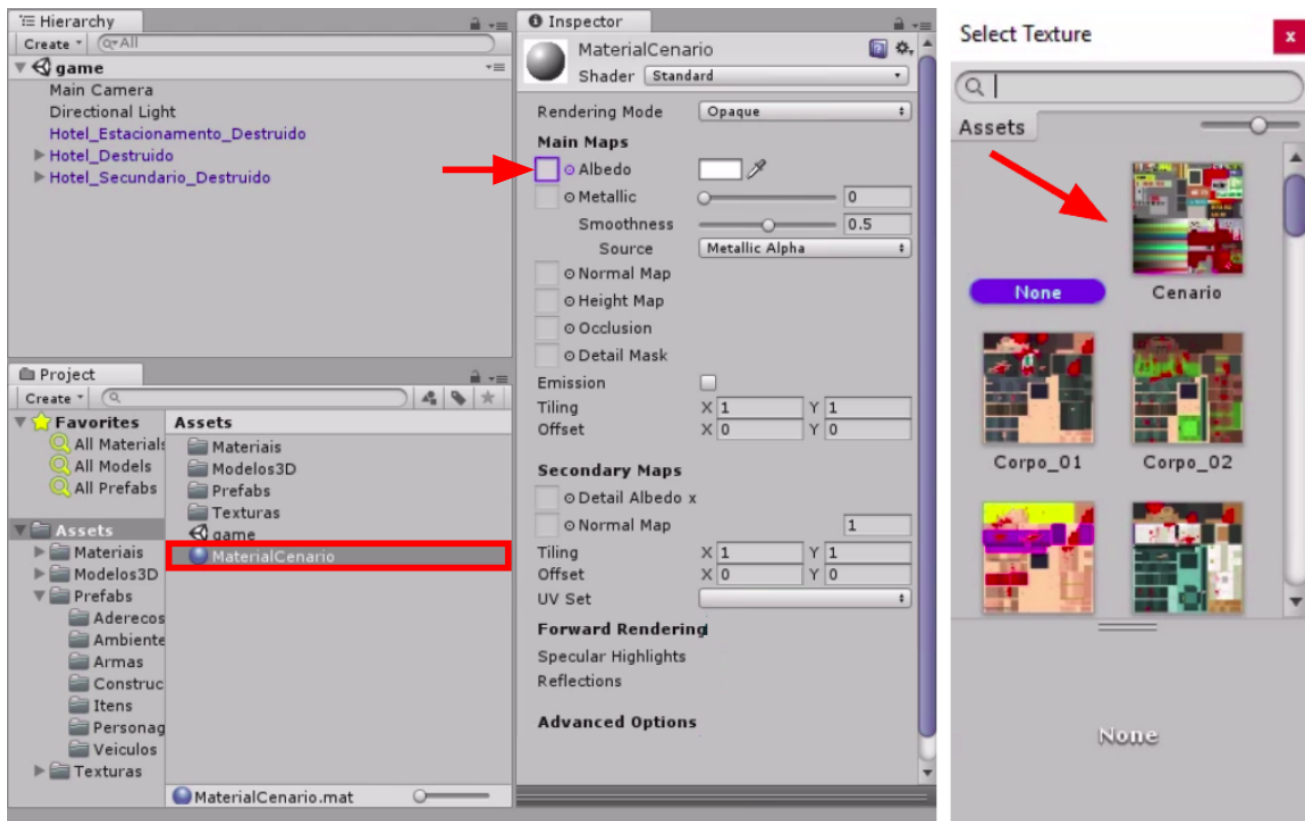 Hierarchy
Create
All
game
Main Camera
Directional Light
Hotel_Estacionamento_Destruido
Hotel_Destruido
Hotel_Secundario_Destruido
Project
Create
Favorites
All Materials
All Models
All Prefabs
Assets
Materiais
Modelos3D
Prefabs
Aderecos
Ambiente
Armas
Construc
Itens
Personag
Veiculos
Texturas
Assets
Materiais
Modelos3D
Prefabs
Texturas
game
MaterialCenario
MaterialCenario.mat
Inspector
MaterialCenario
Shader Standard
Rendering Mode Opaque
Main Maps
Albedo
Metallic 0
Smoothness 0.5
Source Metallic Alpha
Normal Map
Height Map
Occlusion
Detail Mask
Emission
Tiling X 1 Y 1
Offset X 0 Y 0
Secondary Maps
Detail Albedo x
Normal Map 1
Tiling X 1 Y 1
Offset X 0 Y 0
UV Set
Forward Rendering
Specular Highlights
Reflections
Advanced Options
Select Texture
x
Assets
None Cenario
Corpo_01 Corpo_02
None